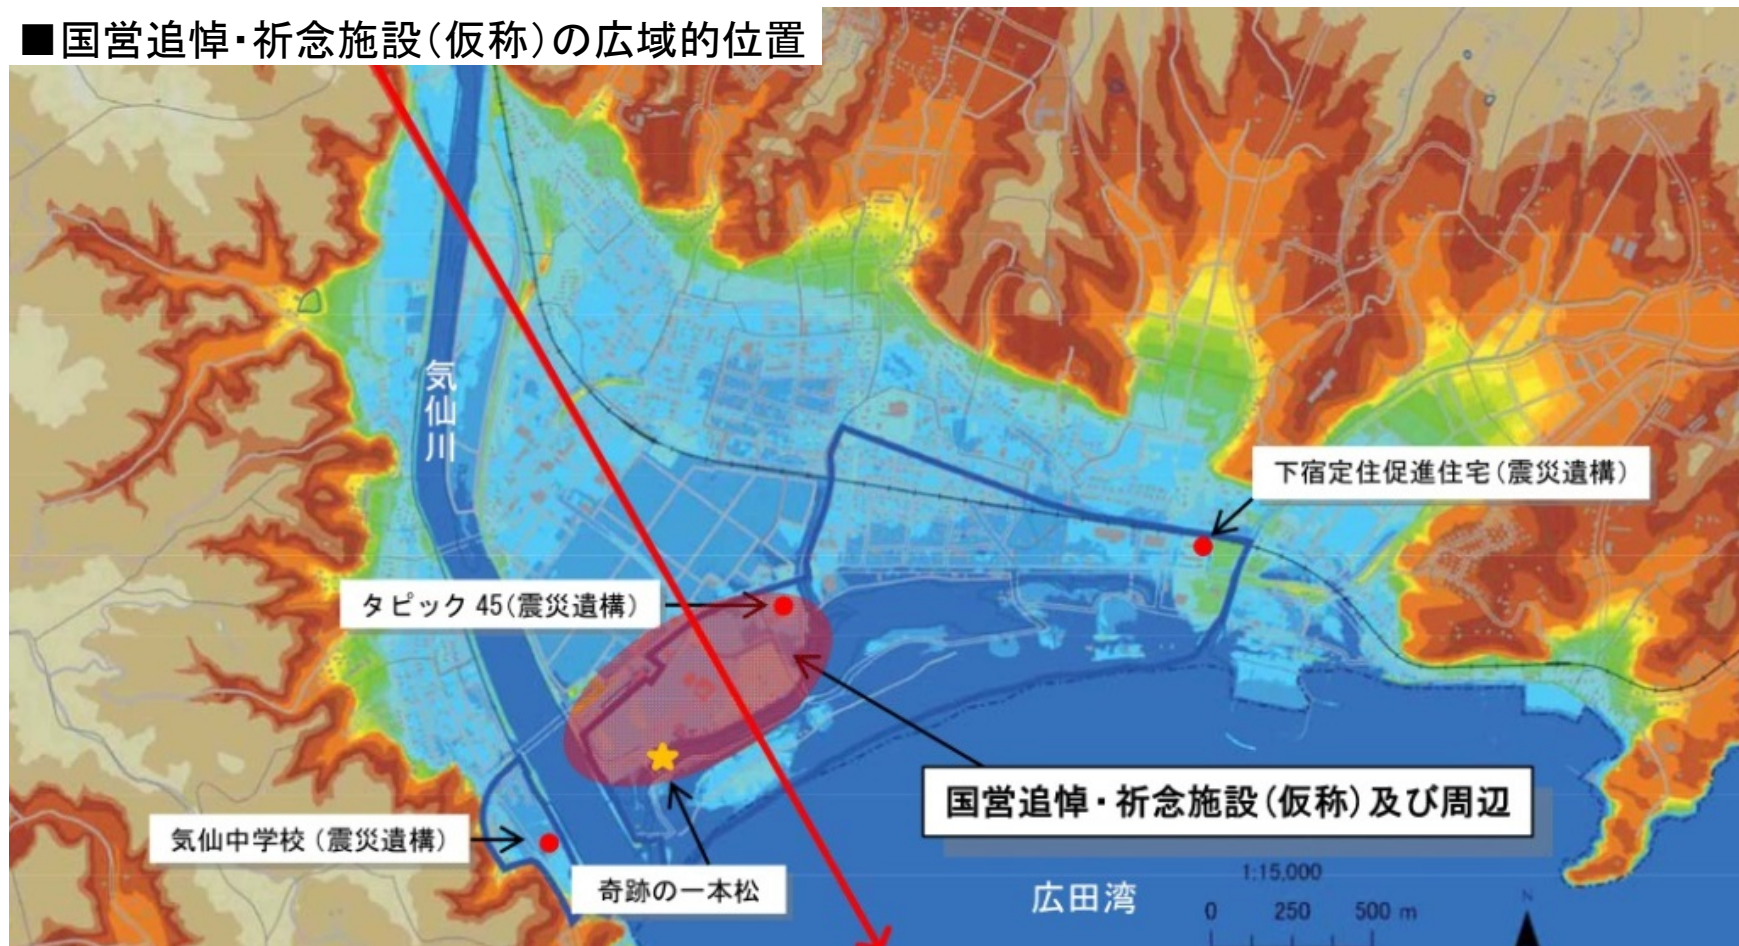 ■国営追悼・祈念施設(仮称)の広域的位置
気仙川
下宿定住促進住宅(震災遺構)
タピック 45(震災遺構)
国営追悼・祈念施設(仮称)及び周辺
気仙中学校(震災遺構)
奇跡の一本松
広田湾
1:15,000
0 250 500 m
N